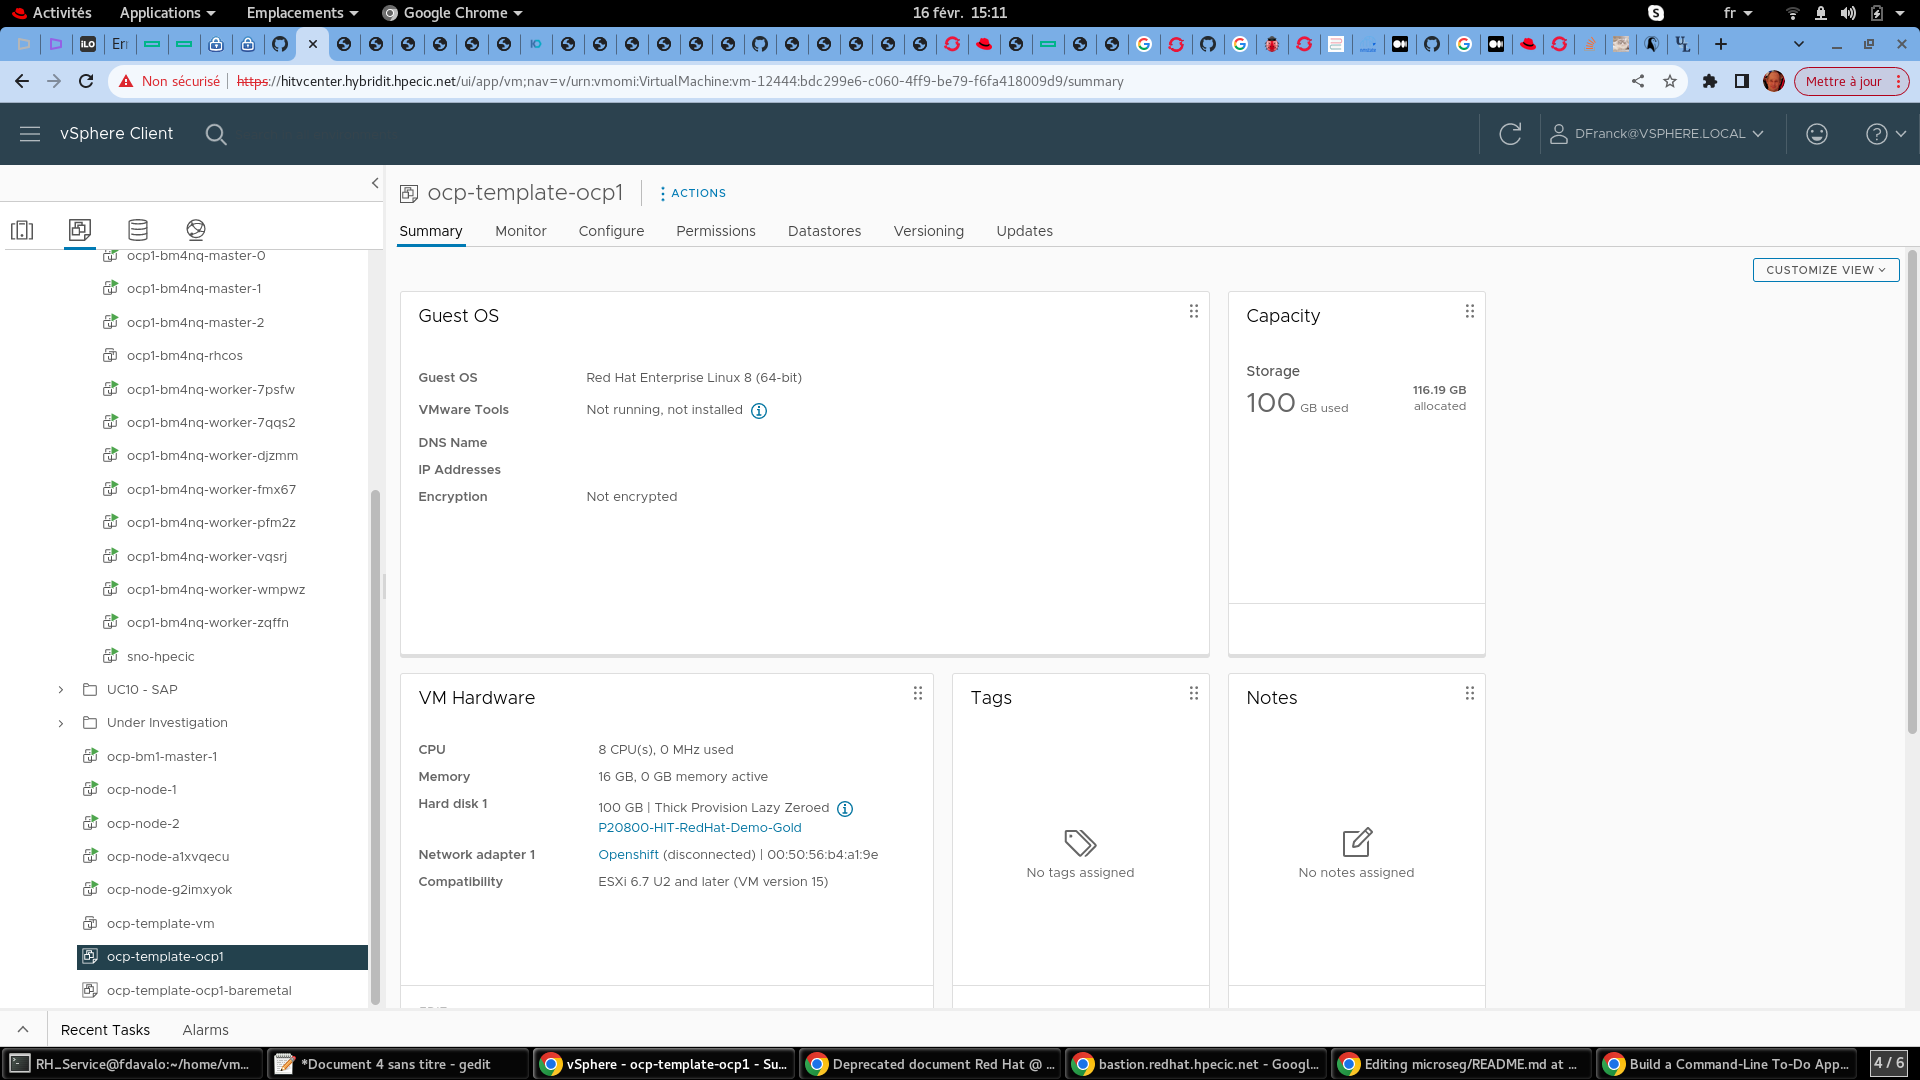 Activités
Applications
Emplacements
Google Chrome
16 févr. 15:11
fr
iLO
Er
Non sécurisé
https://hitvcenter.hybridit.hpecic.net/ui/app/vm;nav=v/urn:vmomi:VirtualMachine:vm-12444:bdc299e6-c060-4ff9-be79-f6fa418009d9/summary
Mettre à jour
vSphere Client
DFranck@VSPHERE.LOCAL
ocp-template-ocp1
ACTIONS
Summary
Monitor
Configure
Permissions
Datastores
Versioning
Updates
CUSTOMIZE VIEW
ocp1-bm4nq-master-0
ocp1-bm4nq-master-1
ocp1-bm4nq-master-2
ocp1-bm4nq-rhcos
ocp1-bm4nq-worker-7psfw
ocp1-bm4nq-worker-7qqs2
ocp1-bm4nq-worker-djzmm
ocp1-bm4nq-worker-fmx67
ocp1-bm4nq-worker-pfm2z
ocp1-bm4nq-worker-vqsrj
ocp1-bm4nq-worker-wmpwz
ocp1-bm4nq-worker-zqffn
sno-hpecic
UC10 - SAP
Under Investigation
ocp-bm1-master-1
ocp-node-1
ocp-node-2
ocp-node-a1xvqecu
ocp-node-g2imxyok
ocp-template-vm
ocp-template-ocp1
ocp-template-ocp1-baremetal
Guest OS
Guest OS Red Hat Enterprise Linux 8 (64-bit)
VMware Tools Not running, not installed
DNS Name
IP Addresses
Encryption Not encrypted
Capacity
Storage
100 GB used
116.19 GB
allocated
VM Hardware
CPU 8 CPU(s), 0 MHz used
Memory 16 GB, 0 GB memory active
Hard disk 1 100 GB | Thick Provision Lazy Zeroed
P20800-HIT-RedHat-Demo-Gold
Network adapter 1 Openshift (disconnected) | 00:50:56:b4:a1:9e
Compatibility ESXi 6.7 U2 and later (VM version 15)
Tags
No tags assigned
Notes
No notes assigned
Recent Tasks
Alarms
RH_Service@fdavalo:~/home/vm...
*Document 4 sans titre - gedit
vSphere - ocp-template-ocp1 - Su...
Deprecated document Red Hat @ ...
bastion.redhat.hpecic.net - Googl...
Editing microseg/README.md at ...
Build a Command-Line To-Do App...
4 / 6